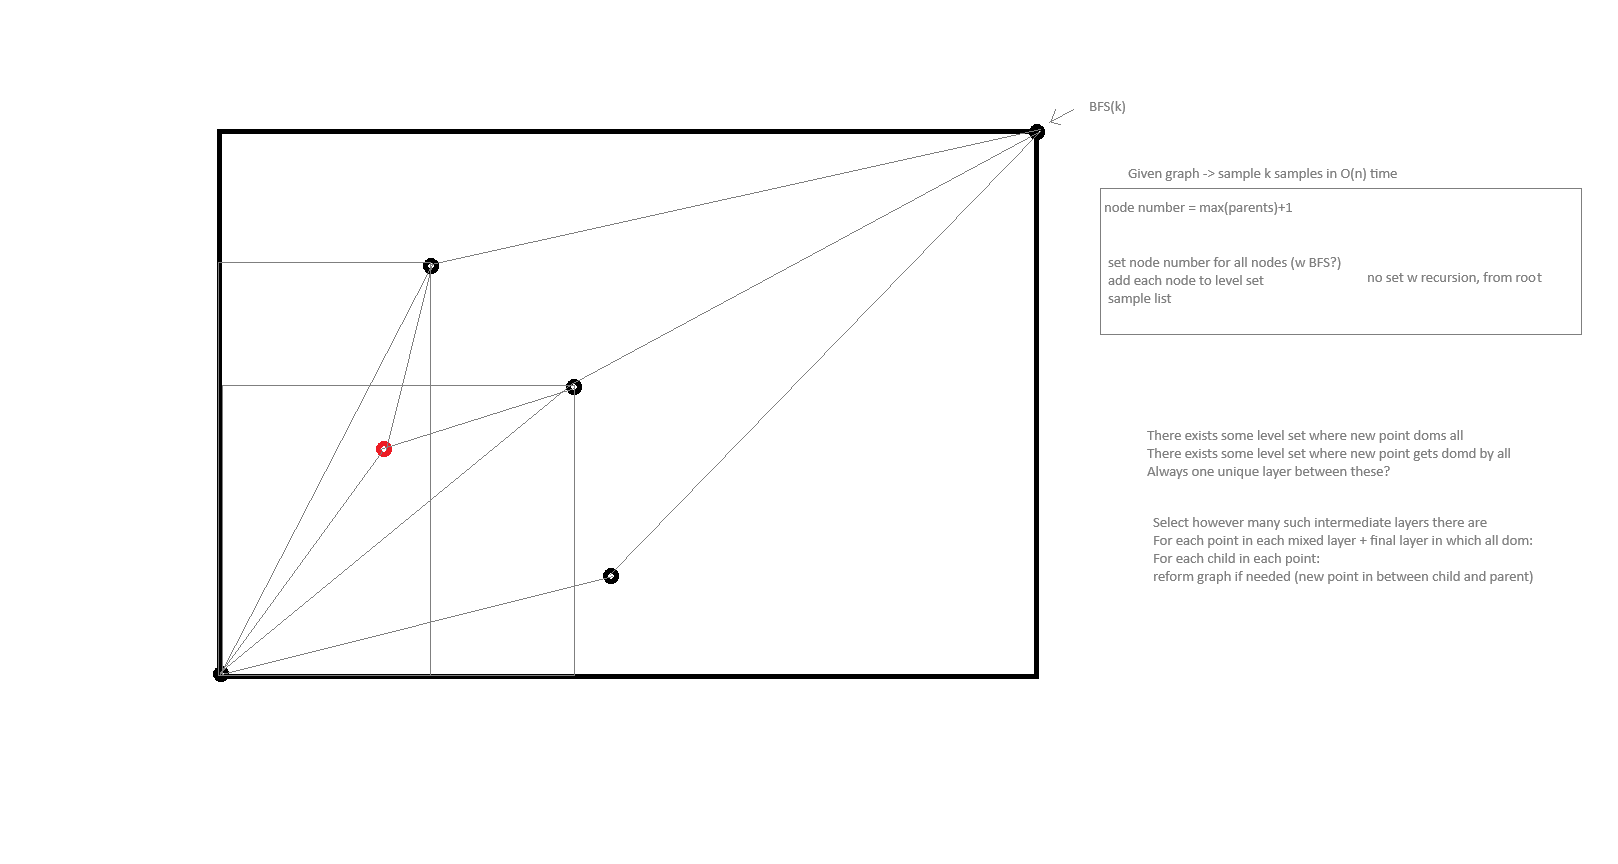 BFS(k)
Given graph -> sample k samples in O(n) time
node number = max(parents)+1
set node number for all nodes (w BFS?)
add each node to level set
sample list
no set w recursion, from root
There exists some level set where new point doms all
There exists some level set where new point gets domd by all
Always one unique layer between these?
Select however many such intermediate layers there are
For each point in each mixed layer + final layer in which all dom:
For each child in each point:
reform graph if needed (new point in between child and parent)